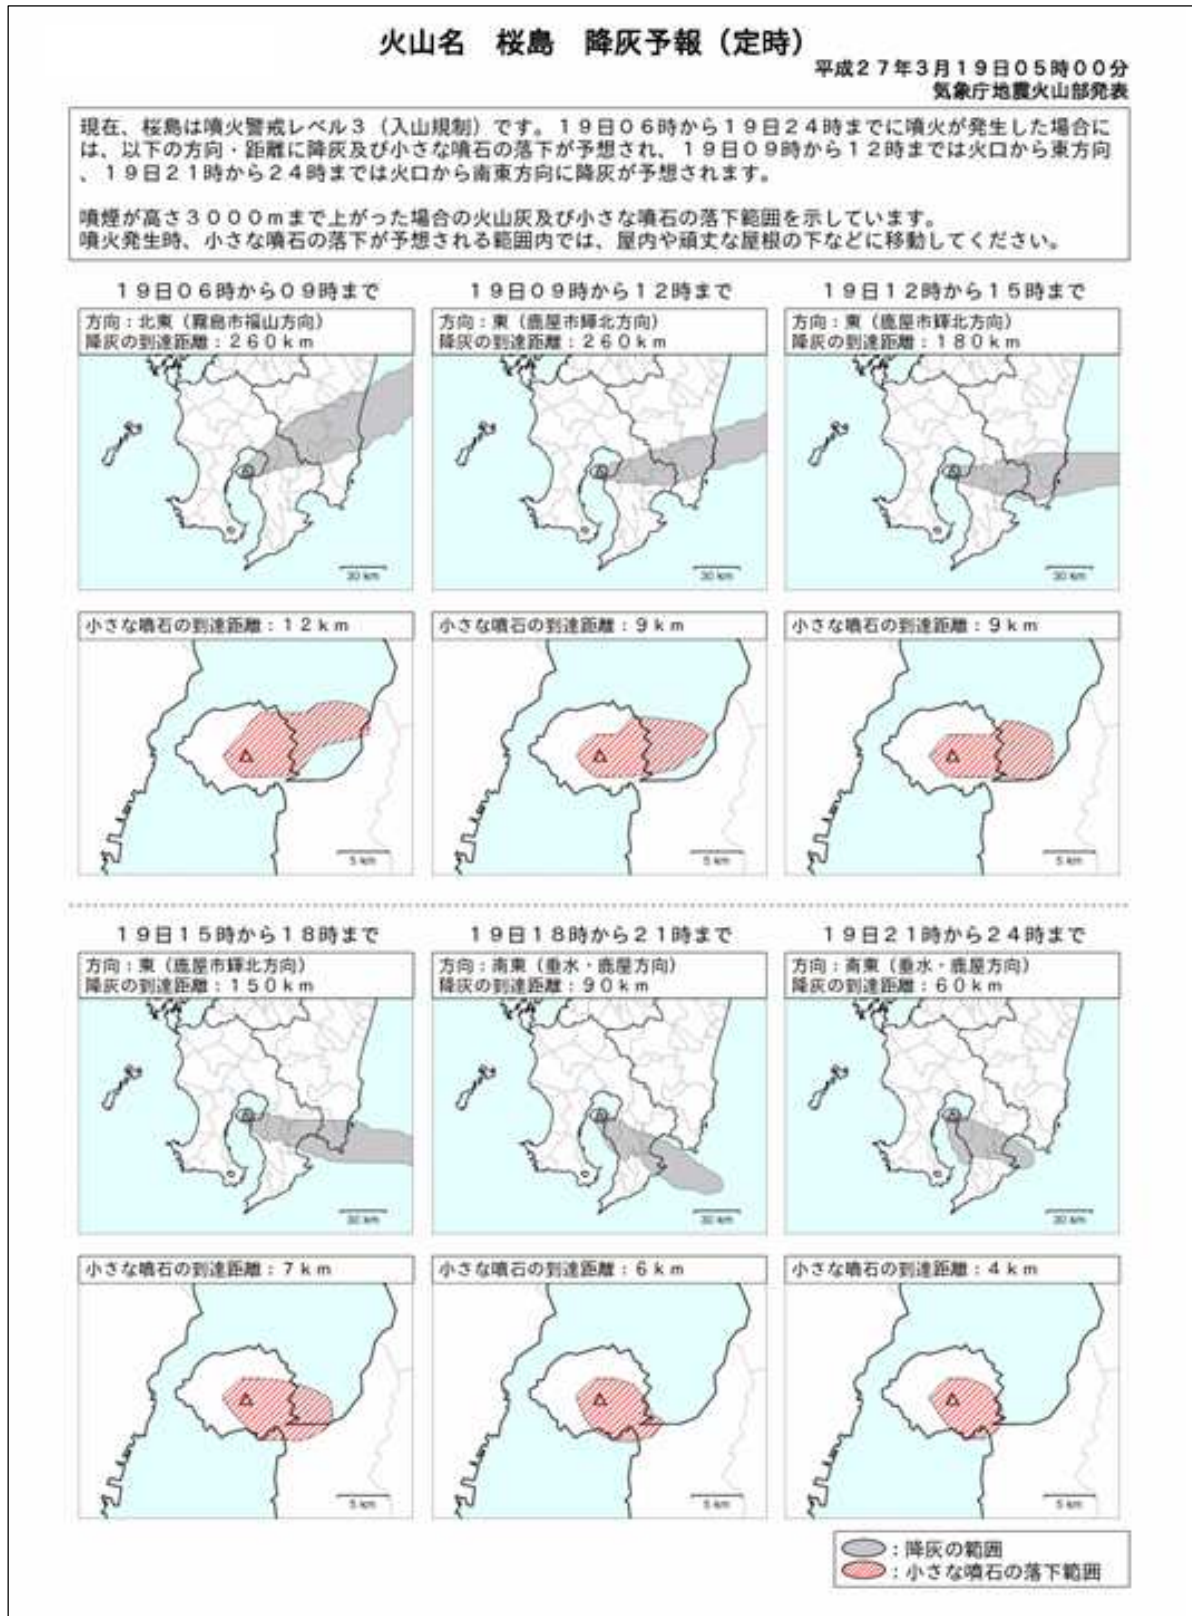 火山名　桜島　降灰予報（定時）
平成２７年３月１９日０５時００分
気象庁地震火山部発表
現在、桜島は噴火警戒レベル３（入山規制）です。１９日０６時から１９日２４時までに噴火が発生した場合に
は、以下の方向・距離に降灰及び小さな噴石の落下が予想され、１９日０９時から１２時までは火口から東方向
、１９日２１時から２４時までは火口から南東方向に降灰が予想されます。
噴煙が高さ３０００ｍまで上がった場合の火山灰及び小さな噴石の落下範囲を示しています。
噴火発生時、小さな噴石の落下が予想される範囲内では、屋内や頑丈な屋根の下などに移動してください。
１９日０６時から０９時まで
方向：北東（霧島市福山方向）
降灰の到達距離：２６０ｋｍ
30 km
小さな噴石の到達距離：１２ｋｍ
5 km
１９日０９時から１２時まで
方向：東（鹿屋市輝北方向）
降灰の到達距離：２６０ｋｍ
30 km
小さな噴石の到達距離：９ｋｍ
5 km
１９日１２時から１５時まで
方向：東（鹿屋市輝北方向）
降灰の到達距離：１８０ｋｍ
30 km
小さな噴石の到達距離：９ｋｍ
5 km
１９日１５時から１８時まで
方向：東（鹿屋市輝北方向）
降灰の到達距離：１５０ｋｍ
30 km
小さな噴石の到達距離：７ｋｍ
5 km
１９日１８時から２１時まで
方向：南東（垂水・鹿屋方向）
降灰の到達距離：９０ｋｍ
30 km
小さな噴石の到達距離：６ｋｍ
5 km
１９日２１時から２４時まで
方向：南東（垂水・鹿屋方向）
降灰の到達距離：６０ｋｍ
30 km
小さな噴石の到達距離：４ｋｍ
5 km
：降灰の範囲
：小さな噴石の落下範囲